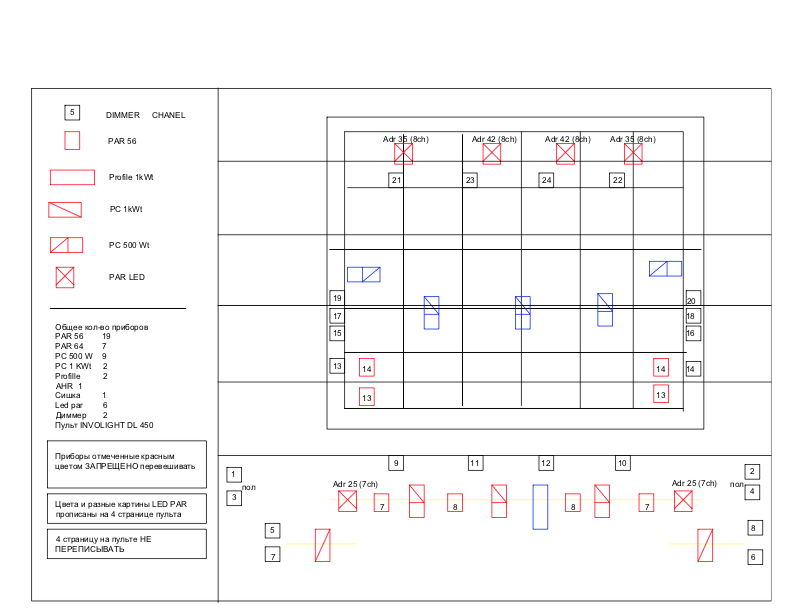 5 DIMMER CHANEL
PAR 56
Profile 1kWt
PC 1kWt
PC 500 Wt
PAR LED
Общее кол-во приборов
PAR 56 19
PAR 64 7
PC 500 W 9
PC 1 KWt 2
Profille 2
AHR 1
Сишка 1
Led par 6
Диммер 2
Пульт INVOLIGHT DL 450
Приборы отмеченные красным
цветом ЗАПРЕЩЕНО перевешивать
Цвета и разные картины LED PAR
прописаны на 4 странице пульта
4 страницу на пульте НЕ
ПЕРЕПИСЫВАТЬ
Adr 35 (8ch) Adr 42 (8ch) Adr 42 (8ch) Adr 35 (8ch)
21 23 24 22
19 20
17 18
15 16
13 14 14 14
13 13
9 11 12 10
1 2
пол пол
3 4
Adr 25 (7ch) Adr 25 (7ch)
7 8 8 7
5 8
7 6